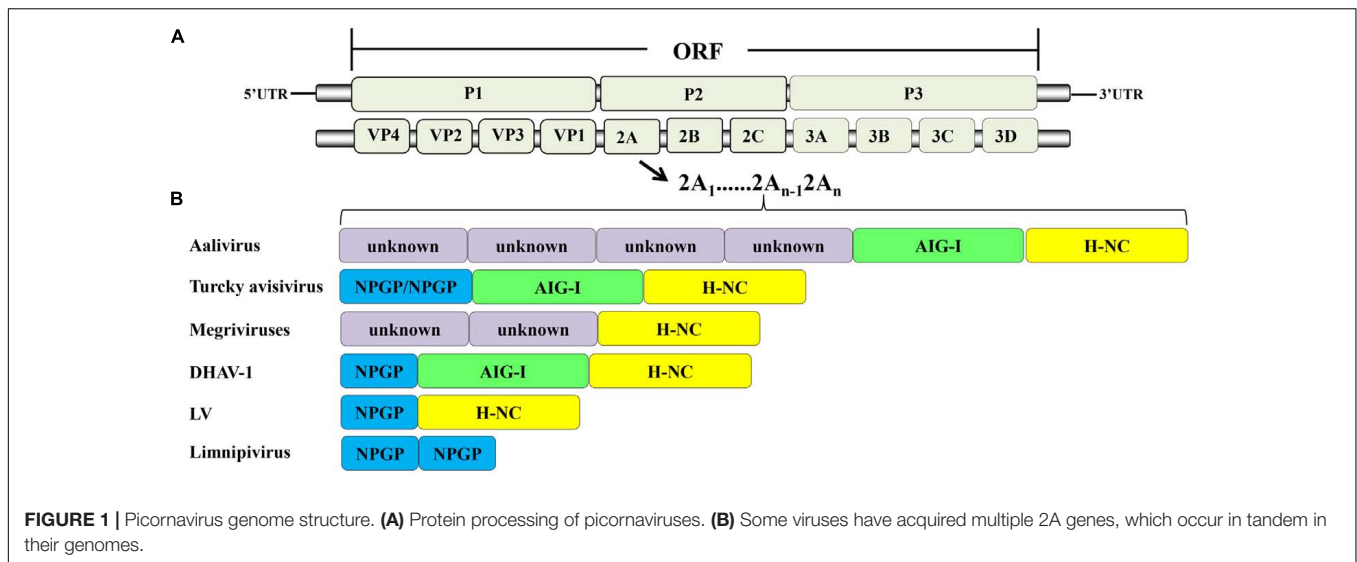 A
ORF
5'UTR
P1 P2 P3
3'UTR
VP4 VP2 VP3 VP1 2A 2B 2C 3A 3B 3C 3D
2A1......2An-12An
B
Aalivirus unknown unknown unknown unknown AIG-I H-NC
Turcky avisivirus NPGP/NPGP AIG-I H-NC
Megriviruses unknown unknown H-NC
DHAV-1 NPGP AIG-I H-NC
LV NPGP H-NC
Limnipivirus NPGP NPGP
FIGURE 1 | Picornavirus genome structure. (A) Protein processing of picornaviruses. (B) Some viruses have acquired multiple 2A genes, which occur in tandem in
their genomes.